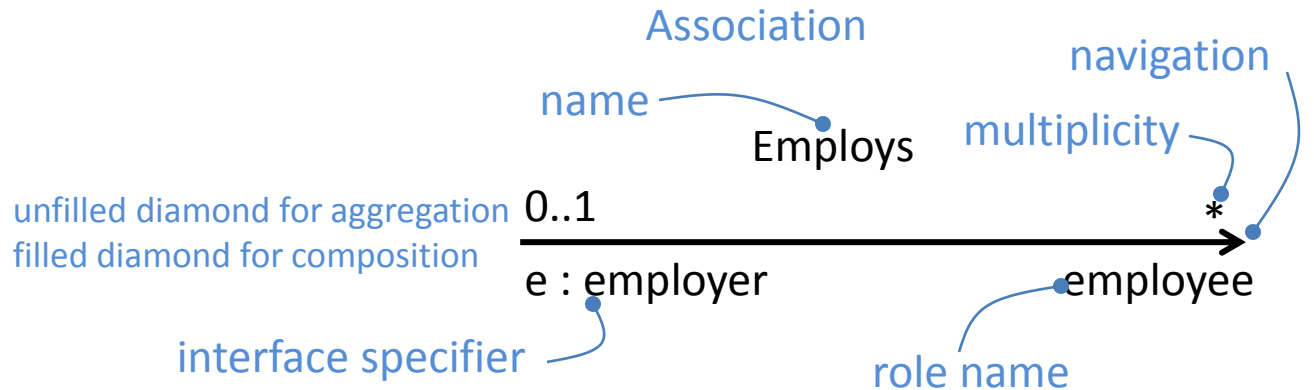 Association
navigation
name
multiplicity
Employs
unfilled diamond for aggregation 0..1 *
filled diamond for composition
e : employer employee
interface specifier
role name